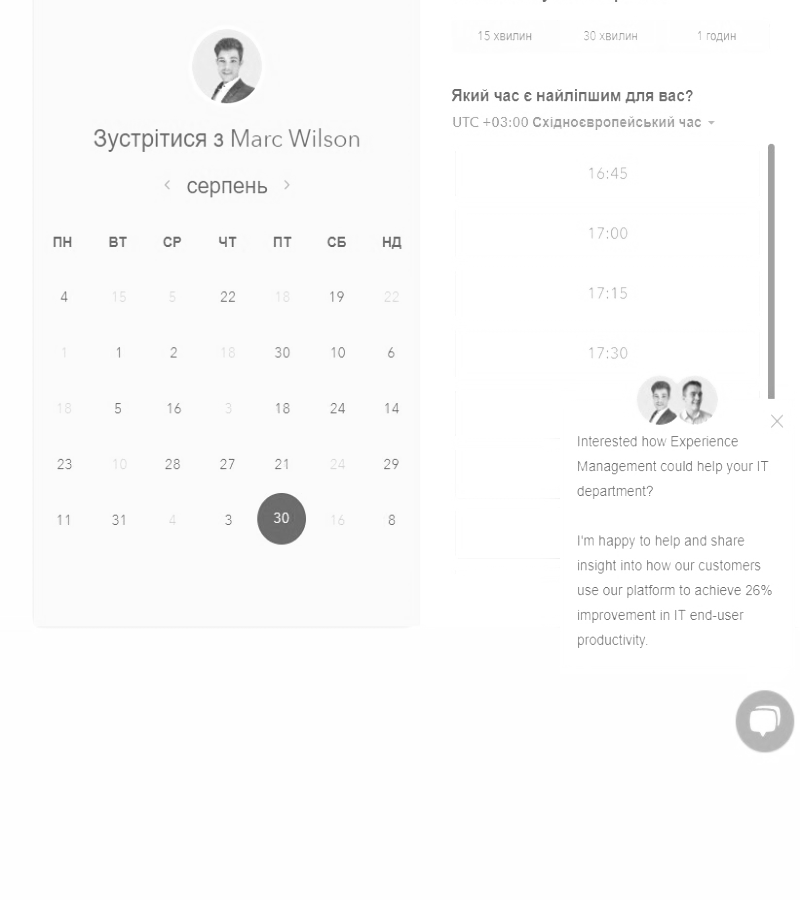 Зустрітися з Marc Wilson
серпень
ПН ВТ СР ЧТ ПТ СБ НД
4 15 5 22 18 19 22
1 1 2 18 30 10 6
18 5 16 3 18 24 14
23 10 28 27 21 24 29
11 31 4 3 30 16 8
15 хвилин 30 хвилин 1 годин
Який час є найліпшим для вас?
UTC +03:00 Східноєвропейський час
16:45
17:00
17:15
17:30
Interested how Experience
Management could help your IT
department?
I'm happy to help and share
insight into how our customers
use our platform to achieve 26%
improvement in IT end-user
productivity.